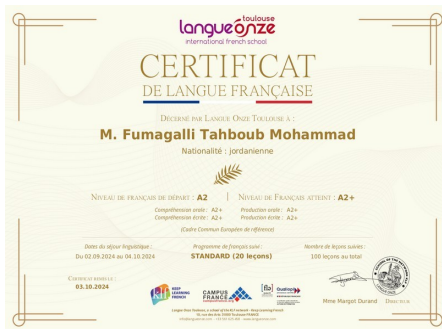 toulouse
langue onze
international french school
CERTIFICAT
DE LANGUE FRANÇAISE
Décerné par Langue Onze Toulouse à :
M. Fumagalli Tahboub Mohammad
Nationalité : jordanienne
Niveau de français de départ : A2 | Niveau de Français atteint : A2+
Compréhension orale : A2+ Production orale : A2+
Compréhension écrite : A2+ Production écrite : A2+
(Cadre Commun Européen de référence)
Dates du séjour linguistique : Programme de français suivi : Nombre de leçons suivies :
Du 02.09.2024 au 04.10.2024 STANDARD (20 leçons) 100 leçons au total
Certificat remis le :
03.10.2024
KEEP LEARNING FRENCH
CAMPUS FRANCE
fle
Qualiopi
Mme Margot Durand Directrice